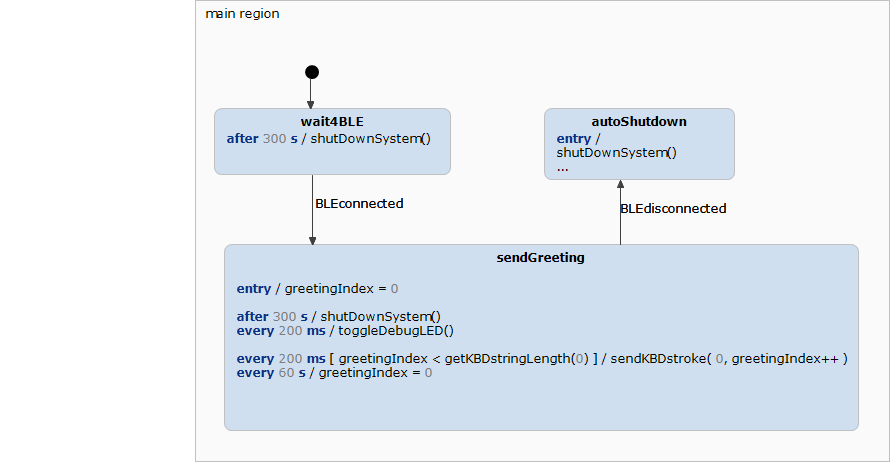 main region
wait4BLE
after 300 s / shutDownSystem()
autoShutdown
entry /
shutDownSystem()
...
BLEconnected
BLEdisconnected
sendGreeting
entry / greetingIndex = 0
after 300 s / shutDownSystem()
every 200 ms / toggleDebugLED()
every 200 ms [ greetingIndex < getKBDstringLength(0) ] / sendKBDstroke( 0, greetingIndex++ )
every 60 s / greetingIndex = 0